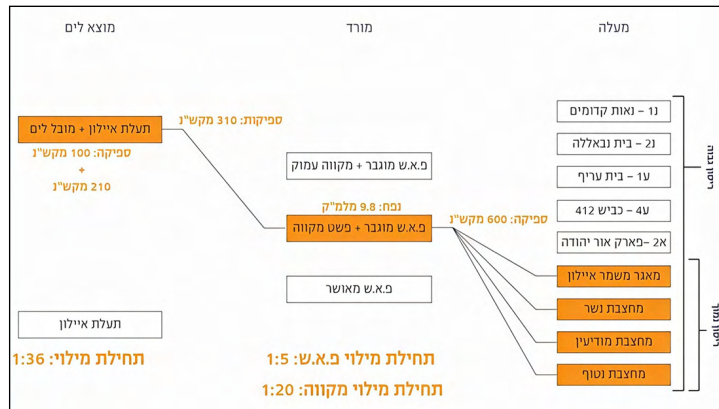 מעלה
מורד
מוצא לים
נ1 – נאות קדומים
נ2 – בית נבאללה
ע1 – בית עריף
ע4 – כביש 412
א2 –פארק אור יהודה
מאגר משמר איילון
מחצבת נשר
מחצבת מודיעין
מחצבת נטוף
ספיקה: 600 מקש"נ
פ.א.ש מוגבר + מקווה עמוק
נפח: 9.8 מלמ"ק
פ.א.ש מוגבר + פשט מקווה
פ.א.ש מאושר
תחילת מילוי פ.א.ש: 1:5
תחילת מילוי מקווה: 1:20
ספיקות: 310 מקש"נ
תעלת איילון + מובל לים
ספיקה: 100 מקש"נ
+
210 מקש"נ
תעלת איילון
תחילת מילוי: 1:36